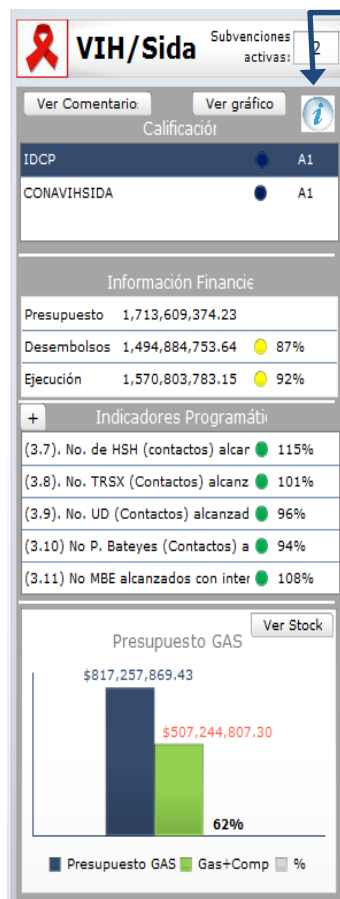 VIH/Sida
Subvenciones activas: 2
Ver Comentario:
Ver gráfico
i
Calificación
IDCP A1
CONAVIHSIDA A1
Información Financie
Presupuesto 1,713,609,374.23
Desembolsos 1,494,884,753.64 87%
Ejecución 1,570,803,783.15 92%
+ Indicadores Programáti
(3.7). No. de HSH (contactos) alcar 115%
(3.8). No. TRSX (Contactos) alcanz 101%
(3.9). No. UD (Contactos) alcanzad 96%
(3.10) No P. Bateyes (Contactos) a 94%
(3.11) No MBE alcanzados con inter 108%
Ver Stock
Presupuesto GAS
$817,257,869.43
$507,244,807.30
62%
Presupuesto GAS Gas+Comp %